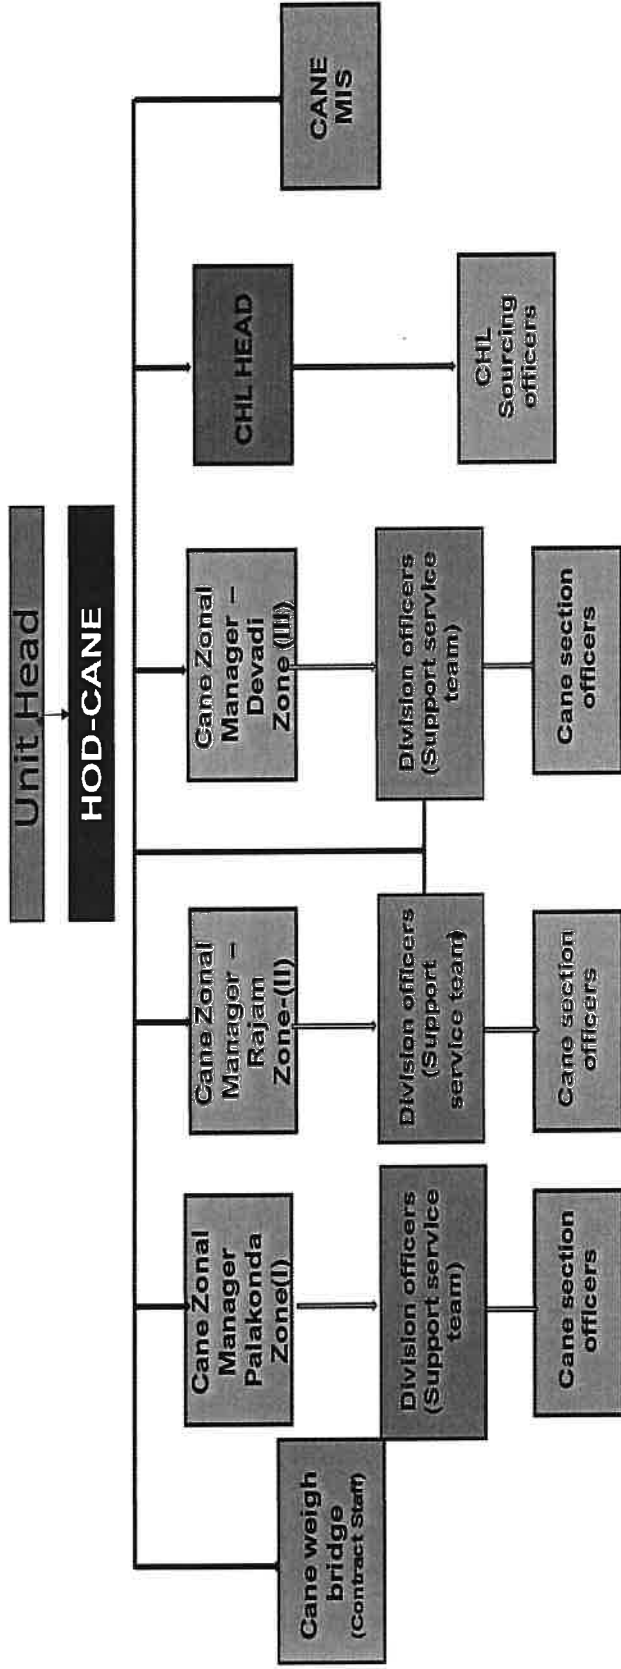 Unit Head
HOD-CANE
Cane weigh
bridge
(Contract Staff)
Cane Zonal
Manager
Palakonda
Zone(I)
Cane Zonal
Manager –
Rajam
Zone-(II)
Cane Zonal
Manager –
Devadi
Zone (III)
CHL HEAD
CANE
MIS
Division officers
(Support service
team)
Division officers
(Support
service team)
Division officers
(Support service
team)
CHL
Sourcing
officers
Cane section
officers
Cane section
officers
Cane section
officers